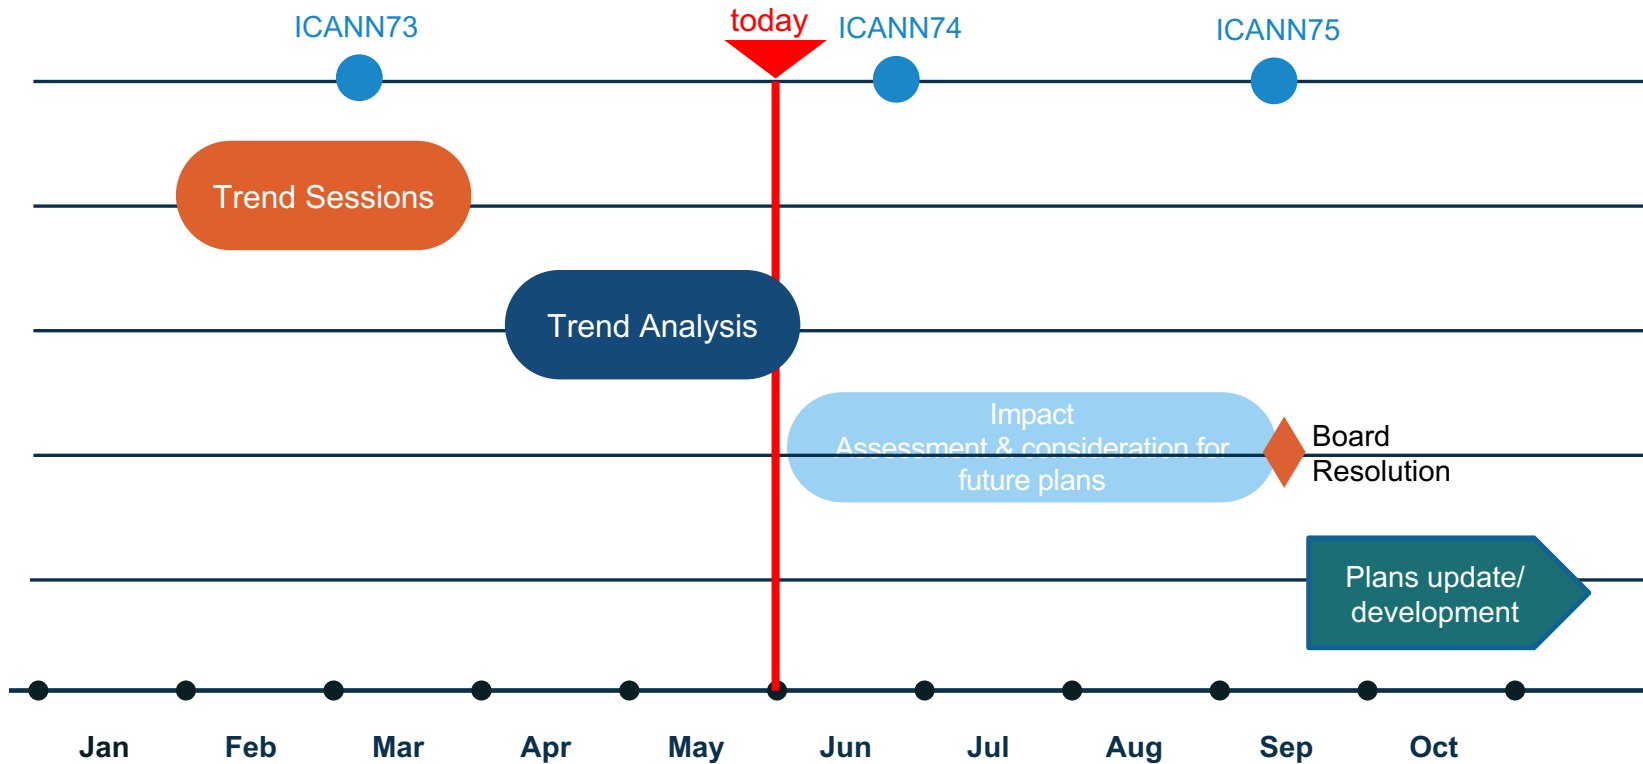 today
ICANN73
ICANN74
ICANN75
Trend Sessions
Trend Analysis
Impact
Assessment & consideration for
future plans
Board
Resolution
Plans update/
development
Jan
Feb
Mar
Apr
May
Jun
Jul
Aug
Sep
Oct